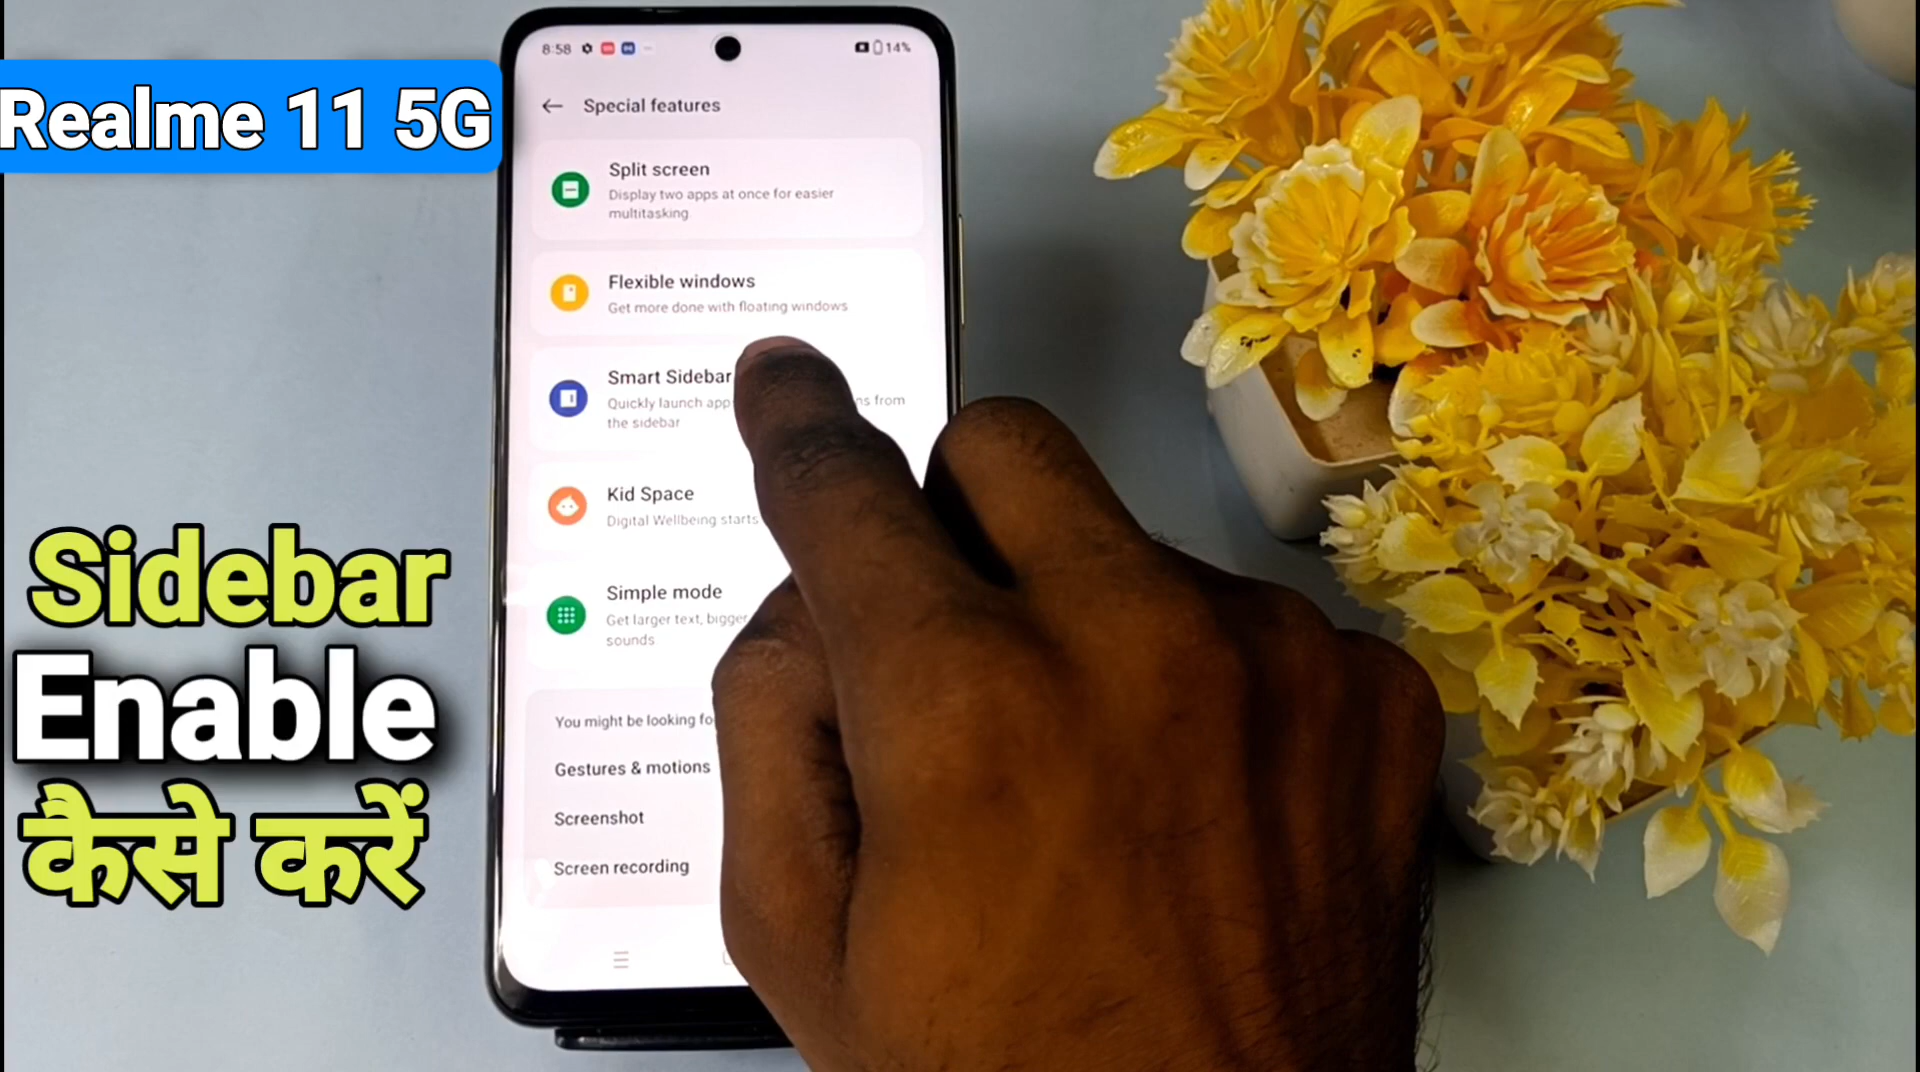 Realme 11 5G
Sidebar
Enable
कैसे करें
8:58
14%
Special features
Split screen
Display two apps at once for easier
multitasking
Flexible windows
Get more done with floating windows
Smart Sidebar
Quickly launch from
the sidebar
Kid Space
Digital Wellbeing starts
Simple mode
Get larger text, bigger
sounds
You might be looking
Gestures & motions
Screenshot
Screen recording